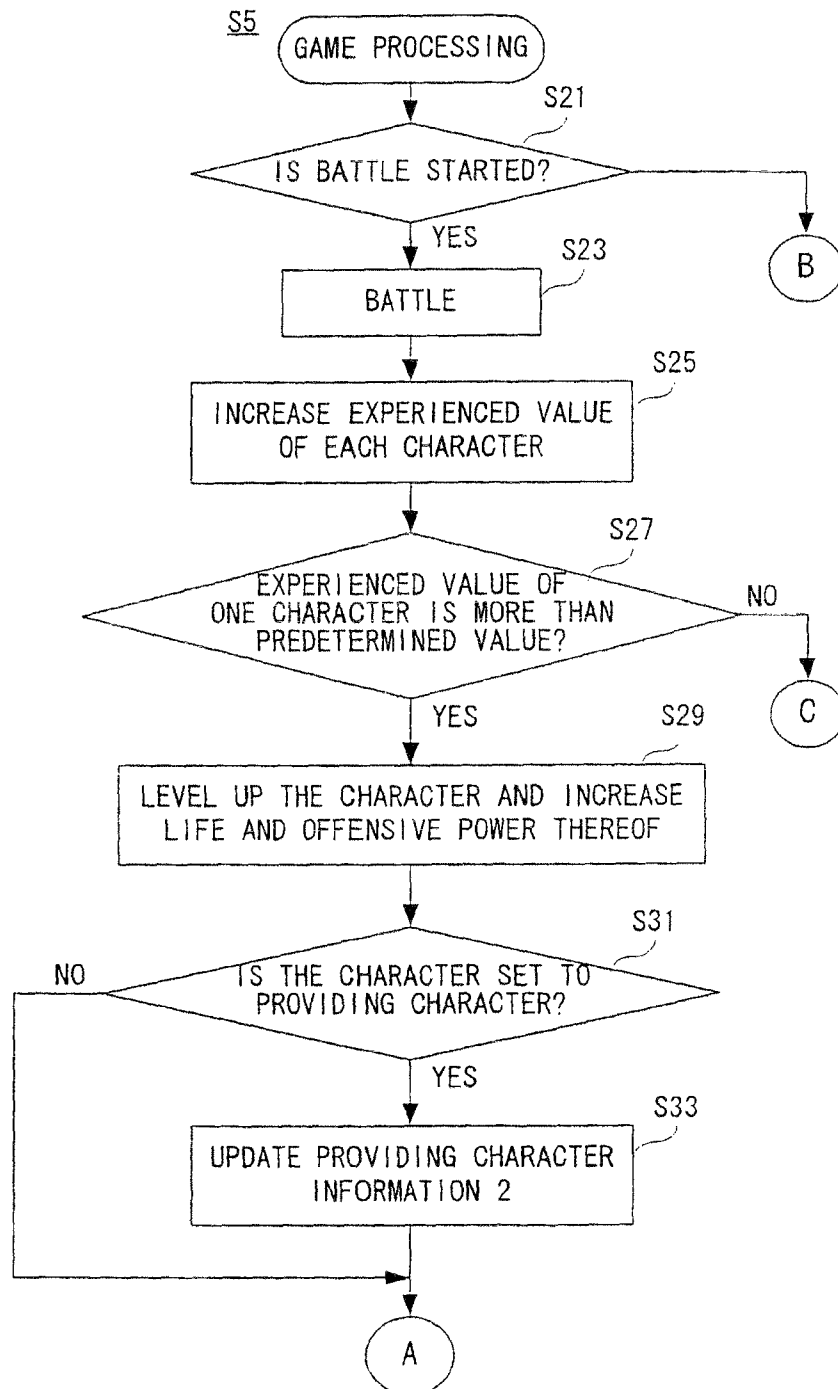 S5
GAME PROCESSING
S21
IS BATTLE STARTED?
YES
B
S23
BATTLE
S25
INCREASE EXPERIENCED VALUE
OF EACH CHARACTER
S27
EXPERIENCED VALUE OF
ONE CHARACTER IS MORE THAN
PREDETERMINED VALUE?
NO
YES
C
S29
LEVEL UP THE CHARACTER AND INCREASE
LIFE AND OFFENSIVE POWER THEREOF
S31
NO
IS THE CHARACTER SET TO
PROVIDING CHARACTER?
YES
S33
UPDATE PROVIDING CHARACTER
INFORMATION 2
A